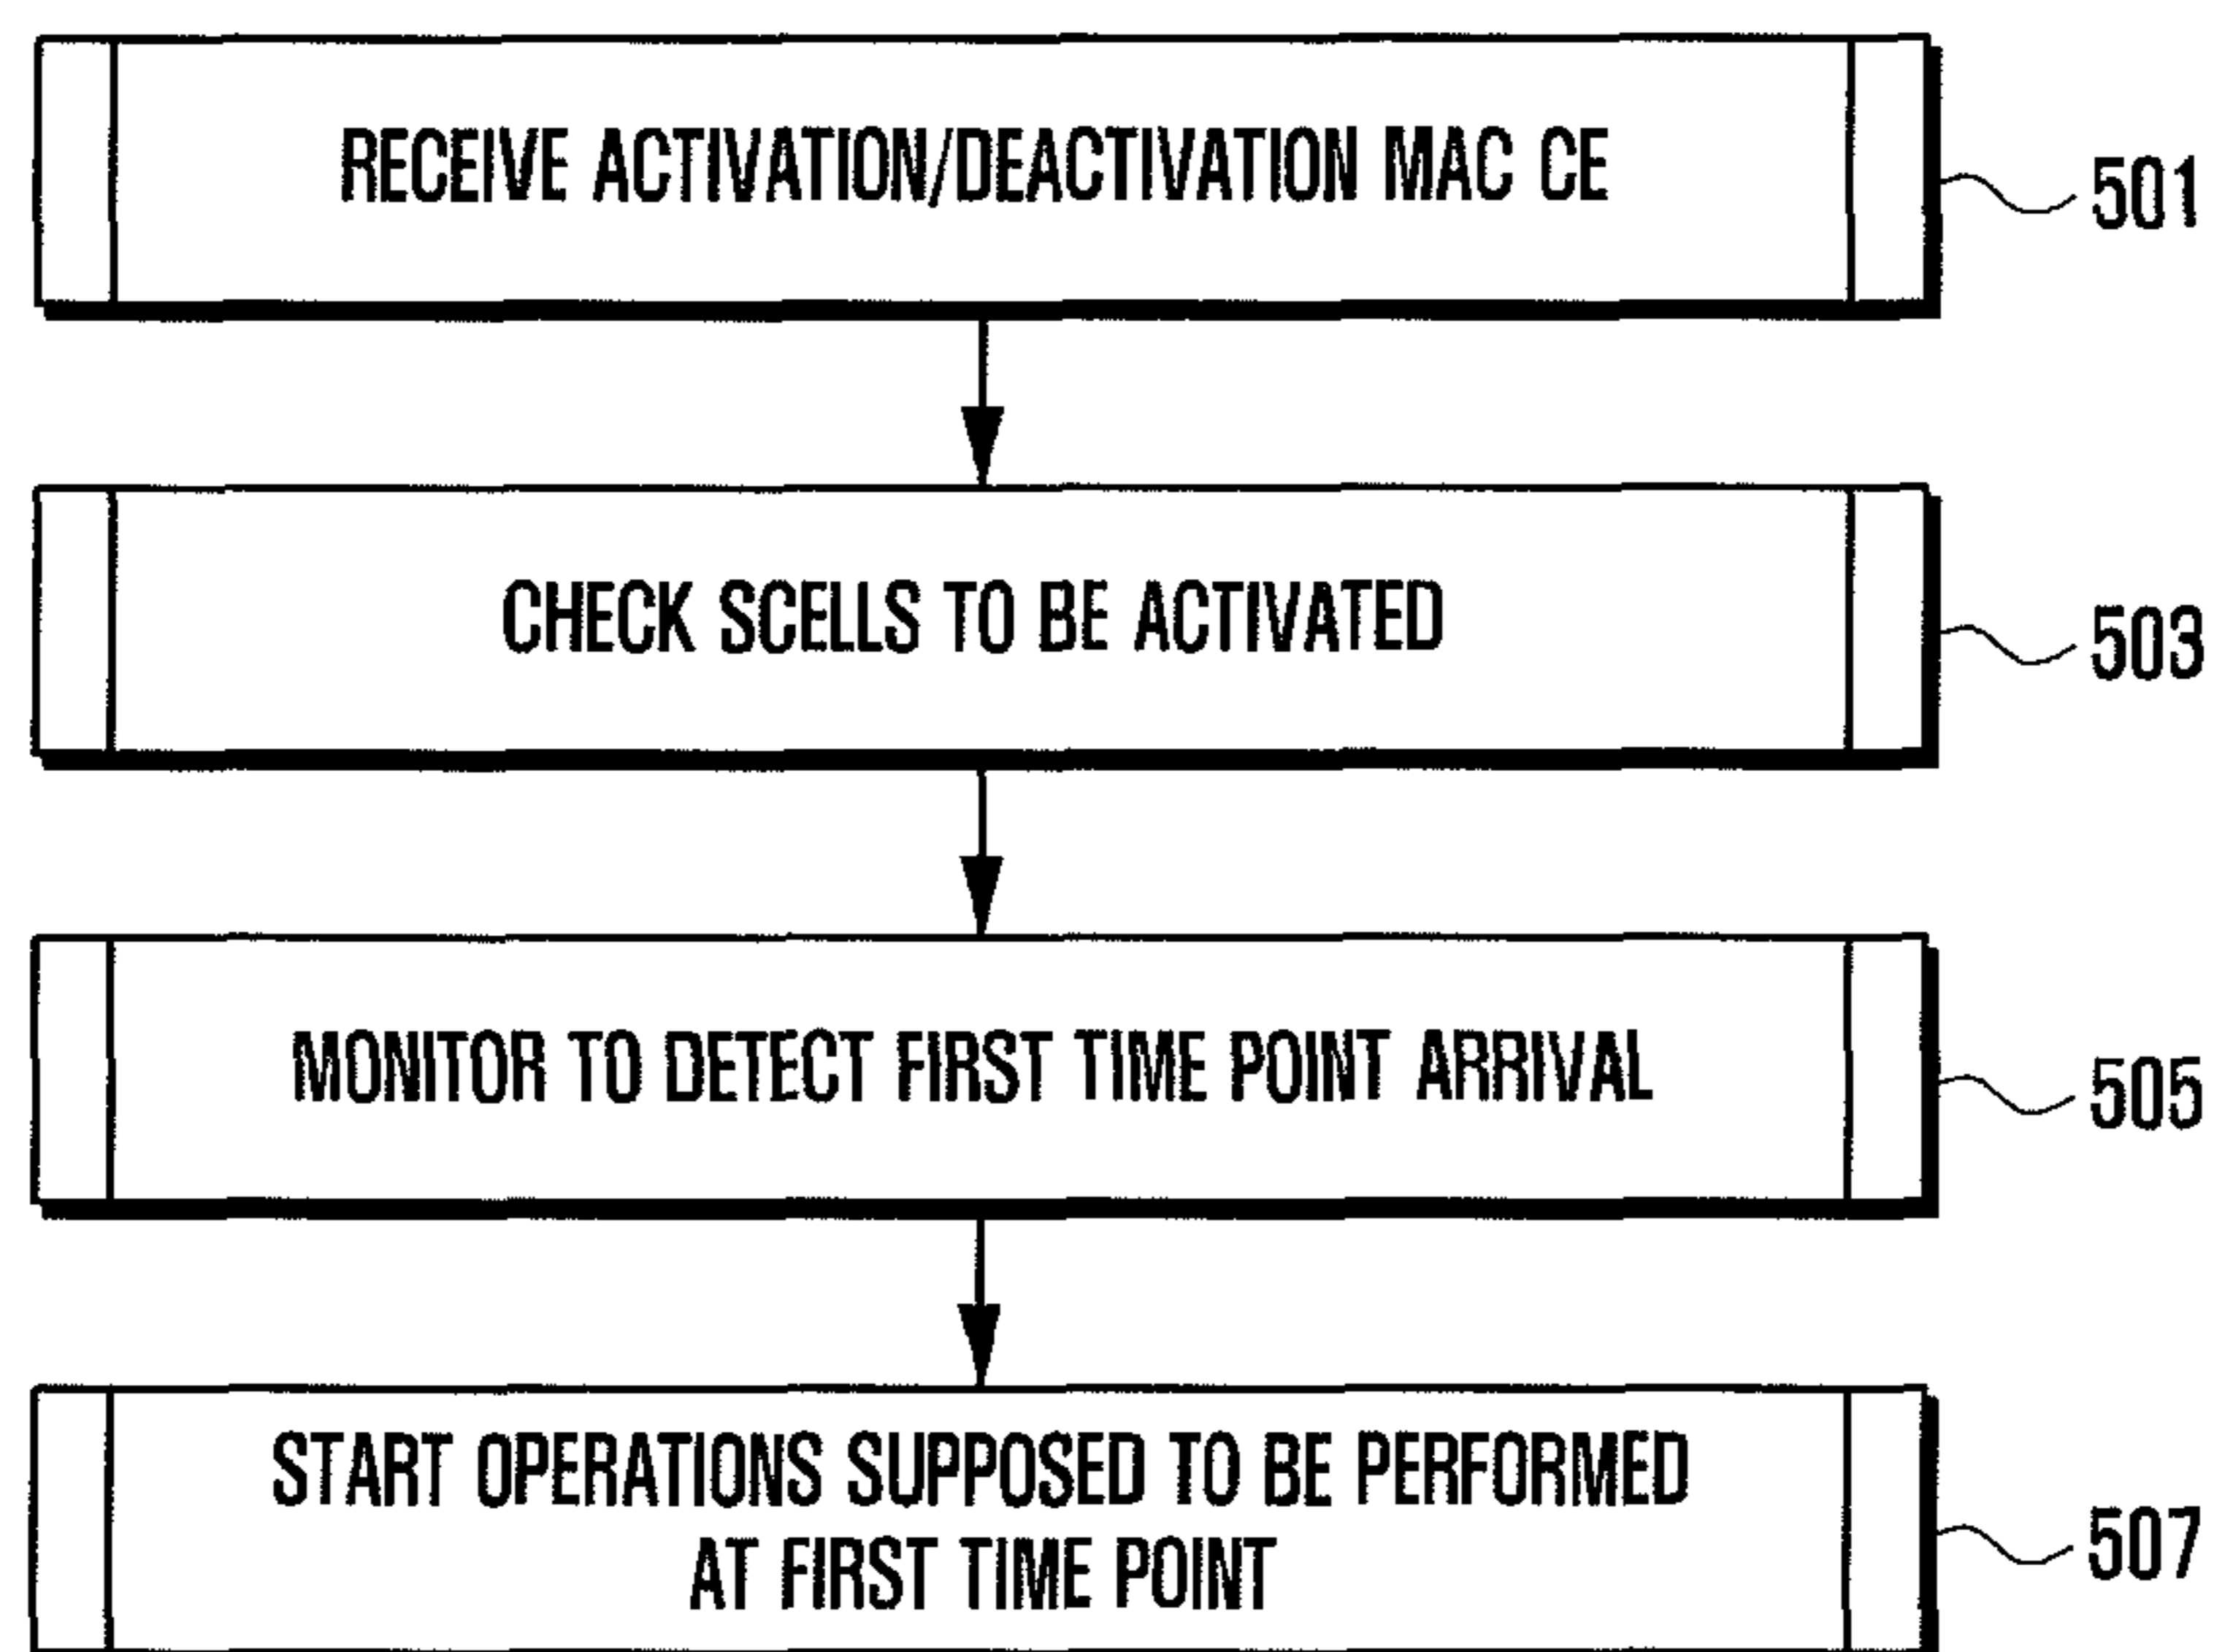 RECEIVE ACTIVATION/DEACTIVATION MAC CE
501
CHECK SCELLS TO BE ACTIVATED
503
MONITOR TO DETECT FIRST TIME POINT ARRIVAL
505
START OPERATIONS SUPPOSED TO BE PERFORMED
AT FIRST TIME POINT
507